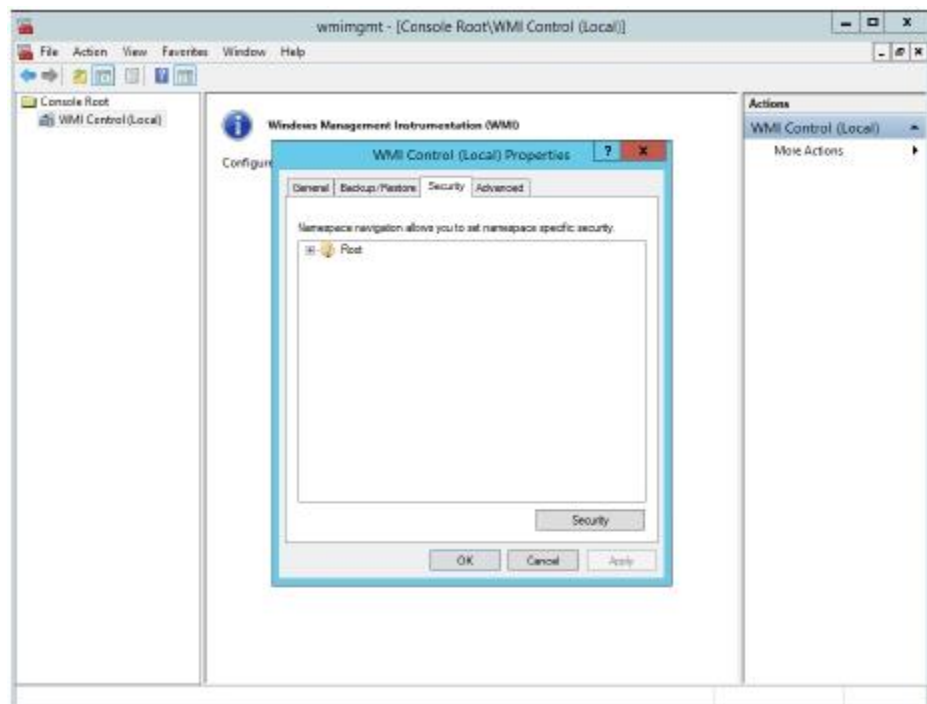 wmimgmt - [Console Root\WMI Control (Local)]
File Action View Favorites Window Help
Console Root
WMI Control (Local)
Windows Management Instrumentation (WMI)
Configure
WMI Control (Local) Properties
General Backup/Restore Security Advanced
Namespace navigation allows you to set namespace specific security.
Root
Security
OK Cancel Apply
Actions
WMI Control (Local)
More Actions